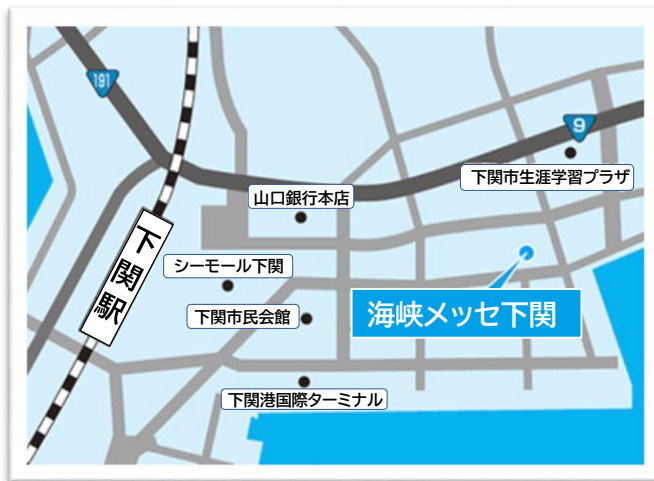 191
9
下関市生涯学習プラザ
山口銀行本店
下関駅
シーモール下関
海峡メッセ下関
下関市民会館
下関港国際ターミナル